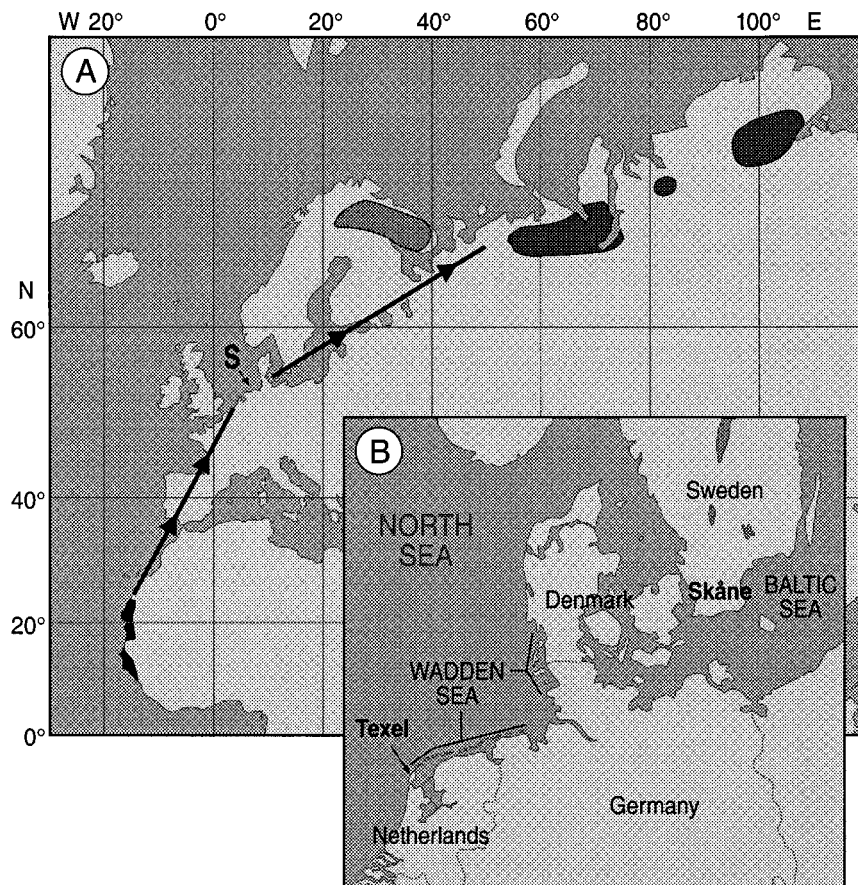 W 20° 0° 20° 40° 60° 80° 100° E
A
N
60°
S
40°
20°
0°
B
Sweden
NORTH
SEA
Skåne
BALTIC
SEA
Denmark
WADDEN
SEA
Texel
Germany
Netherlands